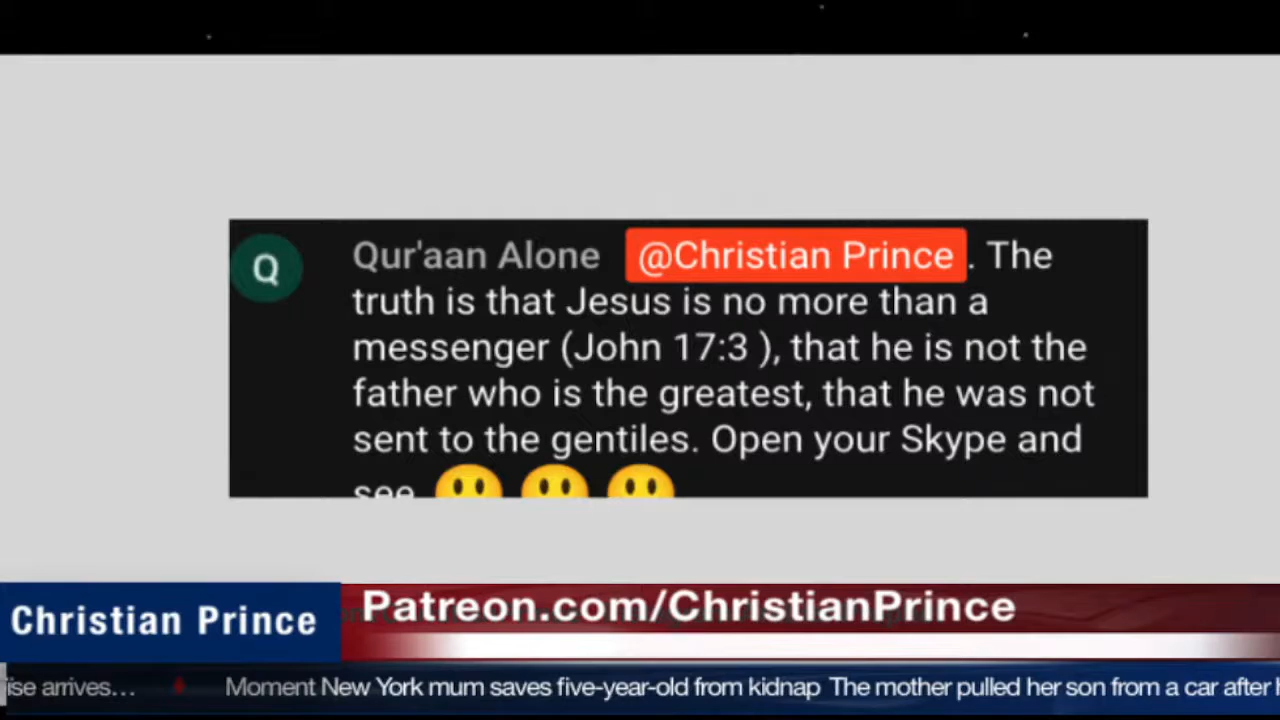 Q
Qur'aan Alone @Christian Prince. The
truth is that Jesus is no more than a
messenger (John 17:3 ), that he is not the
father who is the greatest, that he was not
sent to the gentiles. Open your Skype and
see
Christian Prince
Patreon.com/ChristianPrince
ise arrives… Moment New York mum saves five-year-old from kidnap The mother pulled her son from a car after